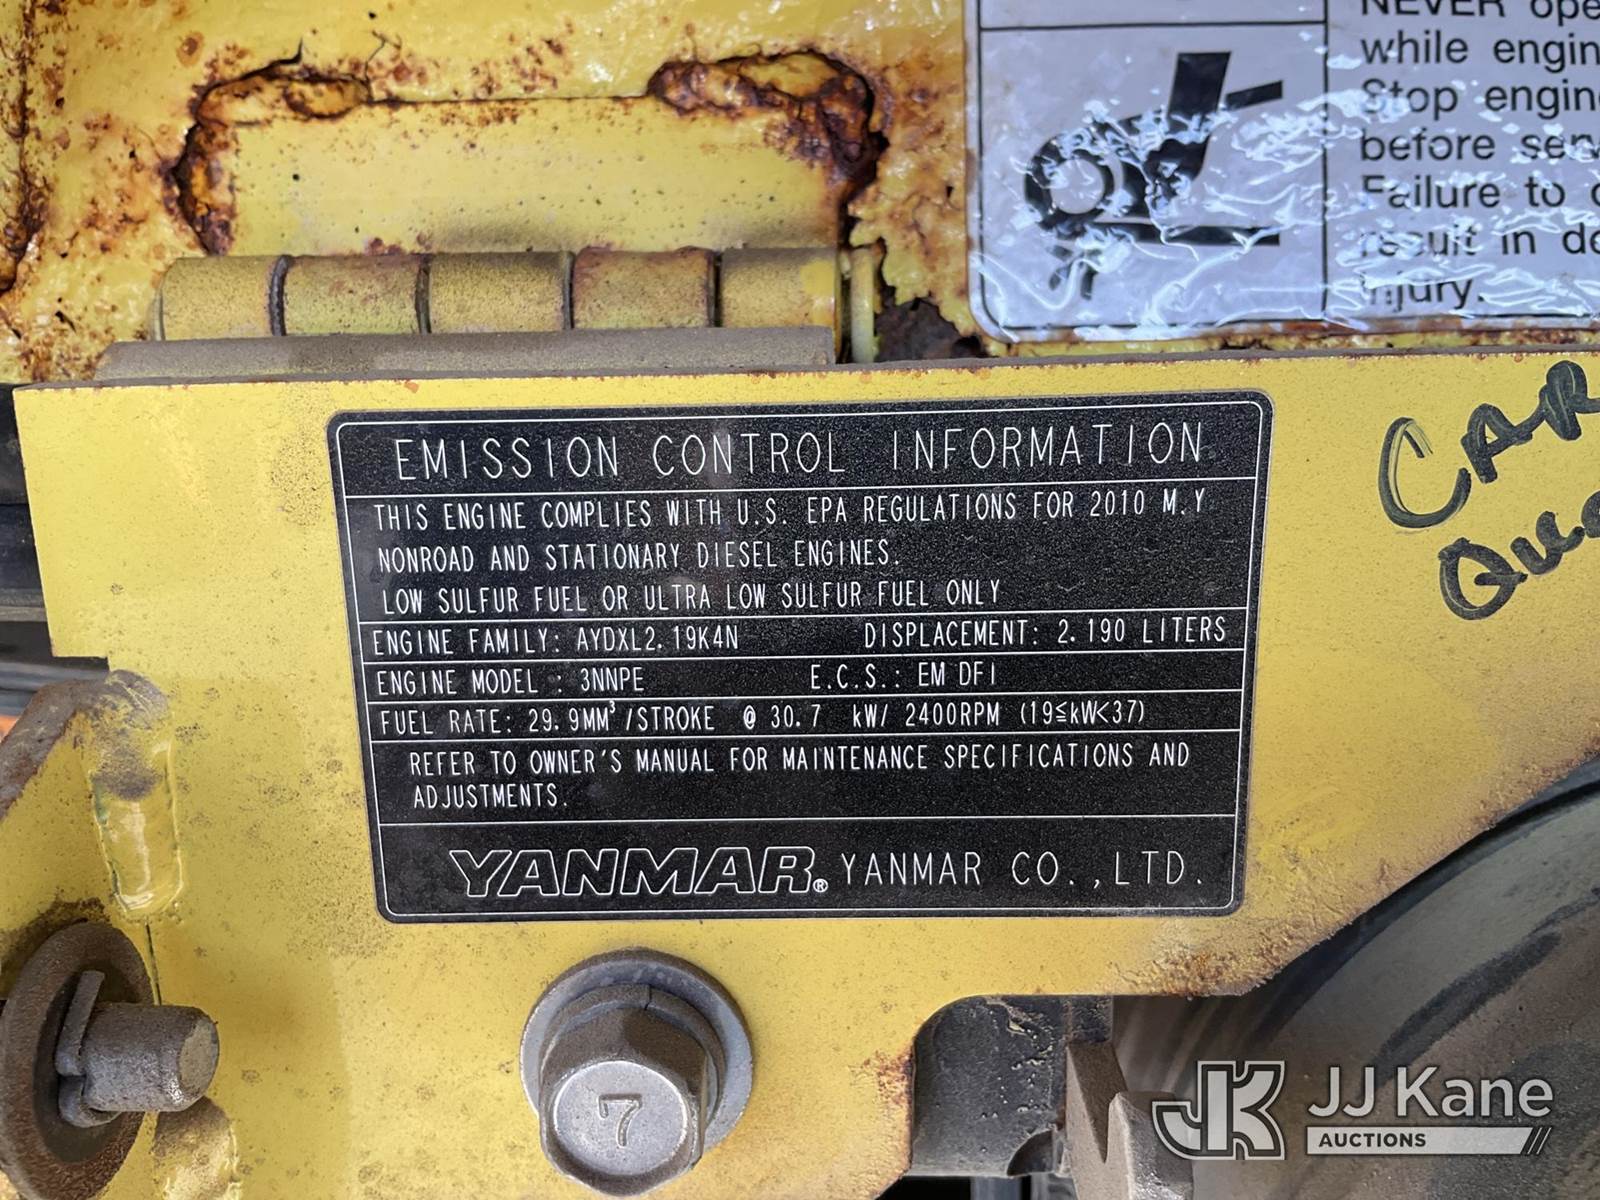 NEVER
while
Stop
before
Failure to
result in
injury.
EMISSION CONTROL INFORMATION
THIS ENGINE COMPLIES WITH U.S. EPA REGULATIONS FOR 2010 M.Y
NONROAD AND STATIONARY DIESEL ENGINES.
LOW SULFUR FUEL OR ULTRA LOW SULFUR FUEL ONLY
ENGINE FAMILY: AYDXL2.19K4N DISPLACEMENT: 2.190 LITERS
ENGINE MODEL : 3NNPE E.C.S.: EM DFI
FUEL RATE: 29.9MM³/STROKE @ 30.7 kW/ 2400RPM (19≦kW<37)
REFER TO OWNER'S MANUAL FOR MAINTENANCE SPECIFICATIONS AND
ADJUSTMENTS.
YANMAR® YANMAR CO.,LTD.
7
JK JJ Kane
AUCTIONS